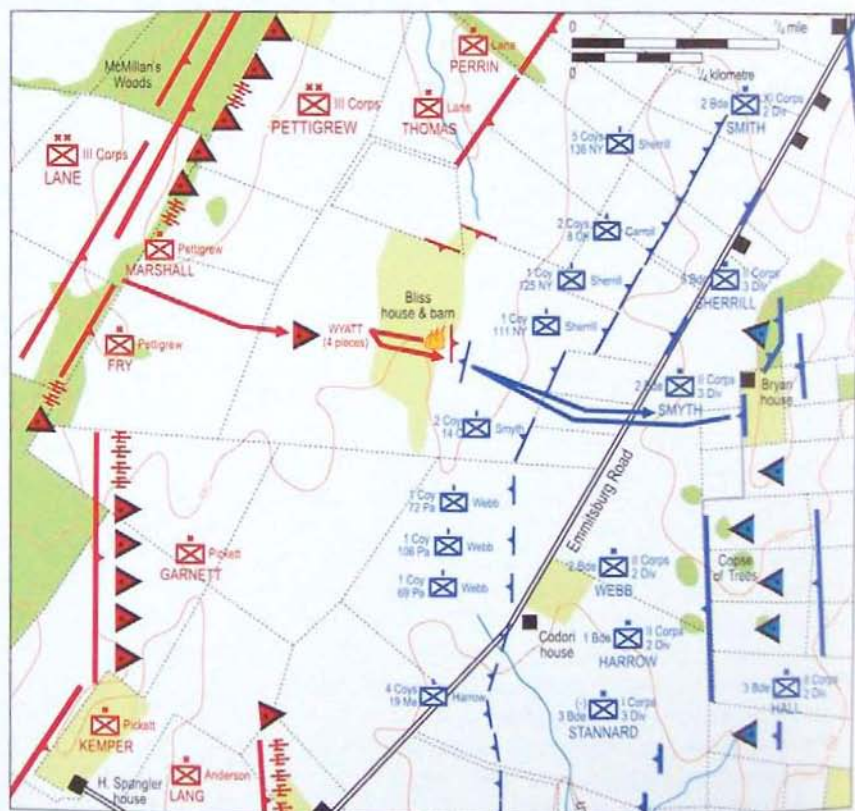 McMillan's
Woods
Lane
PERRIN
0
¼ mile
0
¼ kilometre
III Corps
PETTIGREW
Lane
THOMAS
2 Bde
XI Corps
2 Div
SMITH
III Corps
LANE
5 Coys
136 NY
Sherrill
2 Coys
Carroll
Pettigrew
MARSHALL
1 Coy
125 NY
Sherrill
II Corps
3 Div
SHERRILL
Bliss
house & barn
1 Coy
111 NY
Sherrill
WYATT
(4 pieces)
Pettigrew
FRY
2 Bde
II Corps
3 Div
SMYTH
Bryan
house
2 Coy
Smyth
Emmitsburg Road
1 Coy
72 Pa
Webb
Pickett
GARNETT
1 Coy
106 Pa
Webb
Copse
of Trees
1 Coy
69 Pa
Webb
2 Bde
II Corps
2 Div
WEBB
Codori
house
1 Bde
II Corps
2 Div
HARROW
4 Coys
19 Me
Harrow
(-)
3 Bde
I Corps
3 Div
STANNARD
3 Bde
II Corps
2 Div
HALL
Pickett
KEMPER
H. Spangler
house
Anderson
LANG